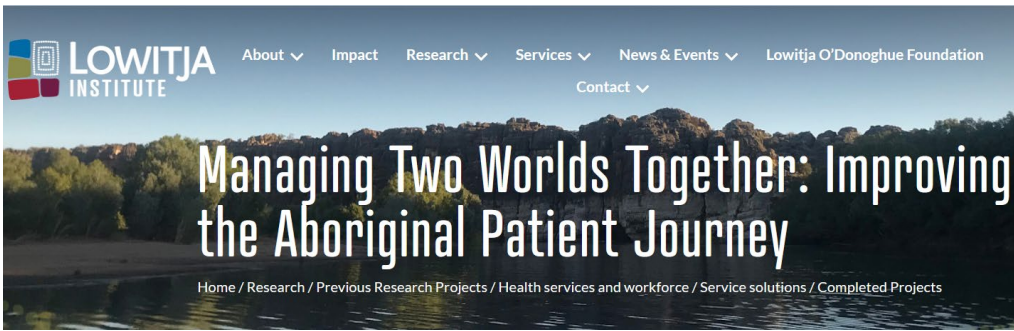 LOWITJA
INSTITUTE
About Impact Research Services News & Events Lowitja O'Donoghue Foundation
Contact
Managing Two Worlds Together: Improving
the Aboriginal Patient Journey
Home / Research / Previous Research Projects / Health services and workforce / Service solutions / Completed Projects